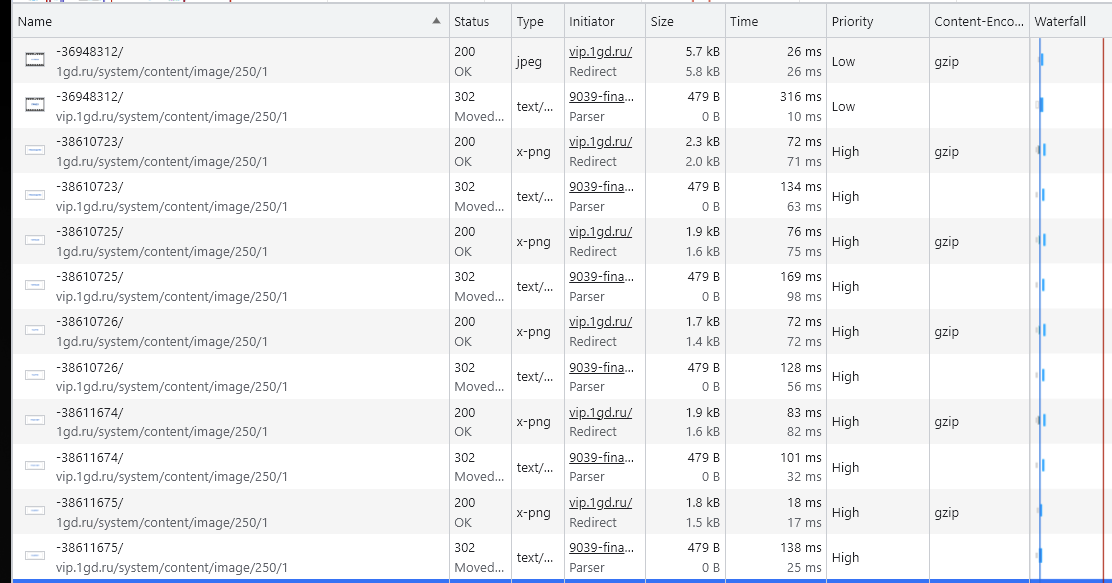 Name Status Type Initiator Size Time Priority Content-Enco... Waterfall
-36948312/ 200 jpeg vip.1gd.ru/ 5.7 kB 26 ms Low gzip
1gd.ru/system/content/image/250/1 OK Redirect 5.8 kB 26 ms
-36948312/ 302 text/... 9039-fina... 479 B 316 ms Low
vip.1gd.ru/system/content/image/250/1 Moved... Parser 0 B 10 ms
-38610723/ 200 x-png vip.1gd.ru/ 2.3 kB 72 ms High gzip
1gd.ru/system/content/image/250/1 OK Redirect 2.0 kB 71 ms
-38610723/ 302 text/... 9039-fina... 479 B 134 ms High
vip.1gd.ru/system/content/image/250/1 Moved... Parser 0 B 63 ms
-38610725/ 200 x-png vip.1gd.ru/ 1.9 kB 76 ms High gzip
1gd.ru/system/content/image/250/1 OK Redirect 1.6 kB 75 ms
-38610725/ 302 text/... 9039-fina... 479 B 169 ms High
vip.1gd.ru/system/content/image/250/1 Moved... Parser 0 B 98 ms
-38610726/ 200 x-png vip.1gd.ru/ 1.7 kB 72 ms High gzip
1gd.ru/system/content/image/250/1 OK Redirect 1.4 kB 72 ms
-38610726/ 302 text/... 9039-fina... 479 B 128 ms High
vip.1gd.ru/system/content/image/250/1 Moved... Parser 0 B 56 ms
-38611674/ 200 x-png vip.1gd.ru/ 1.9 kB 83 ms High gzip
1gd.ru/system/content/image/250/1 OK Redirect 1.6 kB 82 ms
-38611674/ 302 text/... 9039-fina... 479 B 101 ms High
vip.1gd.ru/system/content/image/250/1 Moved... Parser 0 B 32 ms
-38611675/ 200 x-png vip.1gd.ru/ 1.8 kB 18 ms High gzip
1gd.ru/system/content/image/250/1 OK Redirect 1.5 kB 17 ms
-38611675/ 302 text/... 9039-fina... 479 B 138 ms High
vip.1gd.ru/system/content/image/250/1 Moved... Parser 0 B 25 ms